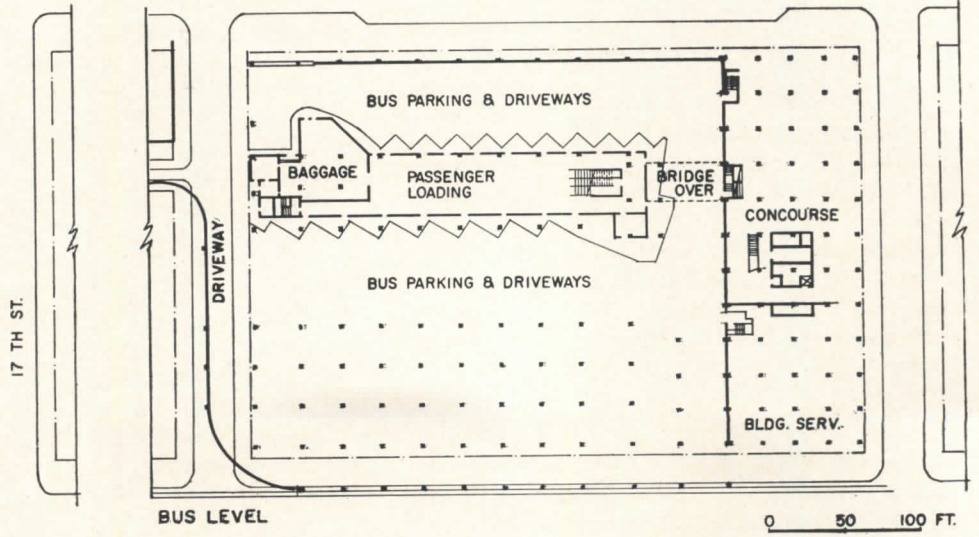 BUS PARKING & DRIVEWAYS
BAGGAGE
PASSENGER
LOADING
BRIDGE
OVER
CONCOURSE
DRIVEWAY
BUS PARKING & DRIVEWAYS
17 TH ST.
BLDG. SERV.
BUS LEVEL
0 50 100 FT.